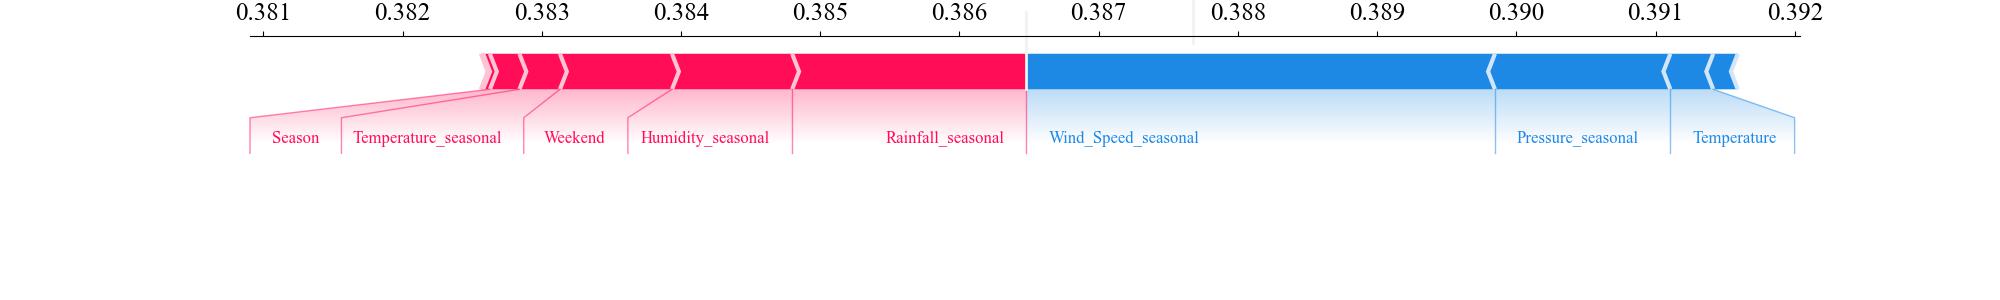 0.381 0.382 0.383 0.384 0.385 0.386 0.387 0.388 0.389 0.390 0.391 0.392
Season Temperature_seasonal Weekend Humidity_seasonal Rainfall_seasonal Wind_Speed_seasonal Pressure_seasonal Temperature